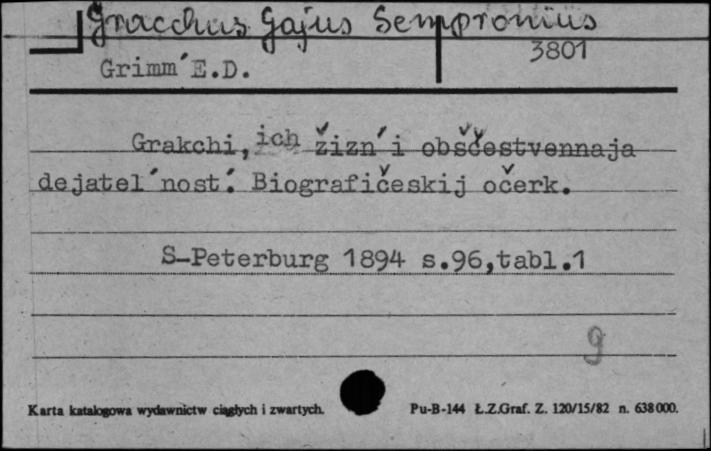 Gracchus Gajus Sempronius
3801
Grimm´E.D.
Grakchi, ich žizn´i obščestvennaja
dejatel´nost´. Biografičeskij očerk.
S-Peterburg 1894 s.96,tabl.1
g
Karta katalogowa wydawnictw ciągłych i zwartych. Pu-B-144 Ł.Z.Graf. Z. 120/15/82 n. 638000.